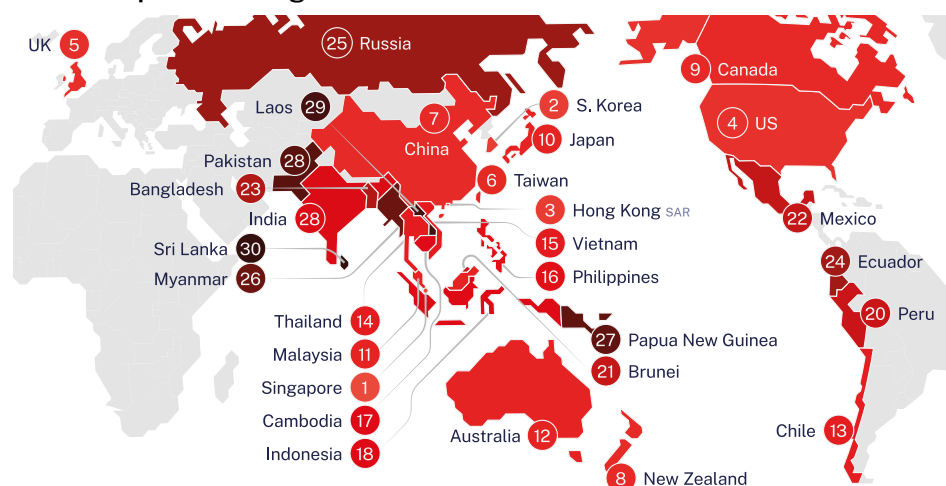 UK 5
25 Russia
9 Canada
Laos 29
2 S. Korea
7
China
4 US
10 Japan
Pakistan 28
6 Taiwan
Bangladesh 23
3 Hong Kong SAR
India 28
22 Mexico
15 Vietnam
Sri Lanka 30
24 Ecuador
Myanmar 26
16 Philippines
Thailand 14
20 Peru
27 Papua New Guinea
Malaysia 11
21 Brunei
Singapore 1
Cambodia 17
Chile 13
Australia 12
Indonesia 18
8 New Zealand